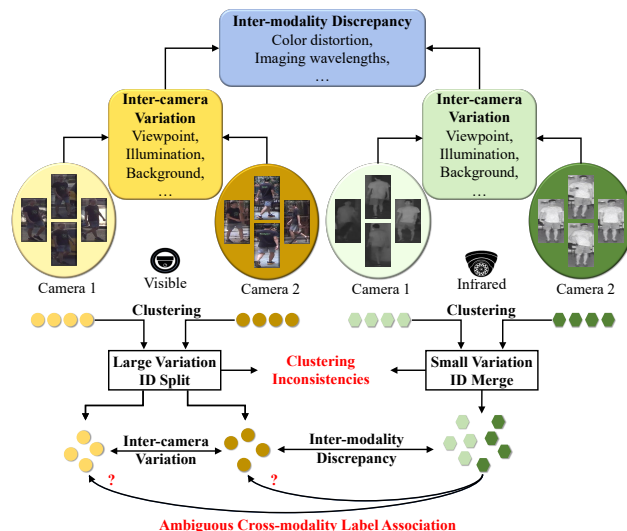 Inter-modality Discrepancy
Color distortion,
Imaging wavelengths,
…
Inter-camera
Variation
Viewpoint,
Illumination,
Background,
…
Inter-camera
Variation
Viewpoint,
Illumination,
Background,
…
Camera 1
Visible
Camera 2
Camera 1
Infrared
Camera 2
Clustering
Clustering
Large Variation
ID Split
Clustering
Inconsistencies
Small Variation
ID Merge
Inter-camera
Variation
Inter-modality
Discrepancy
?
?
Ambiguous Cross-modality Label Association